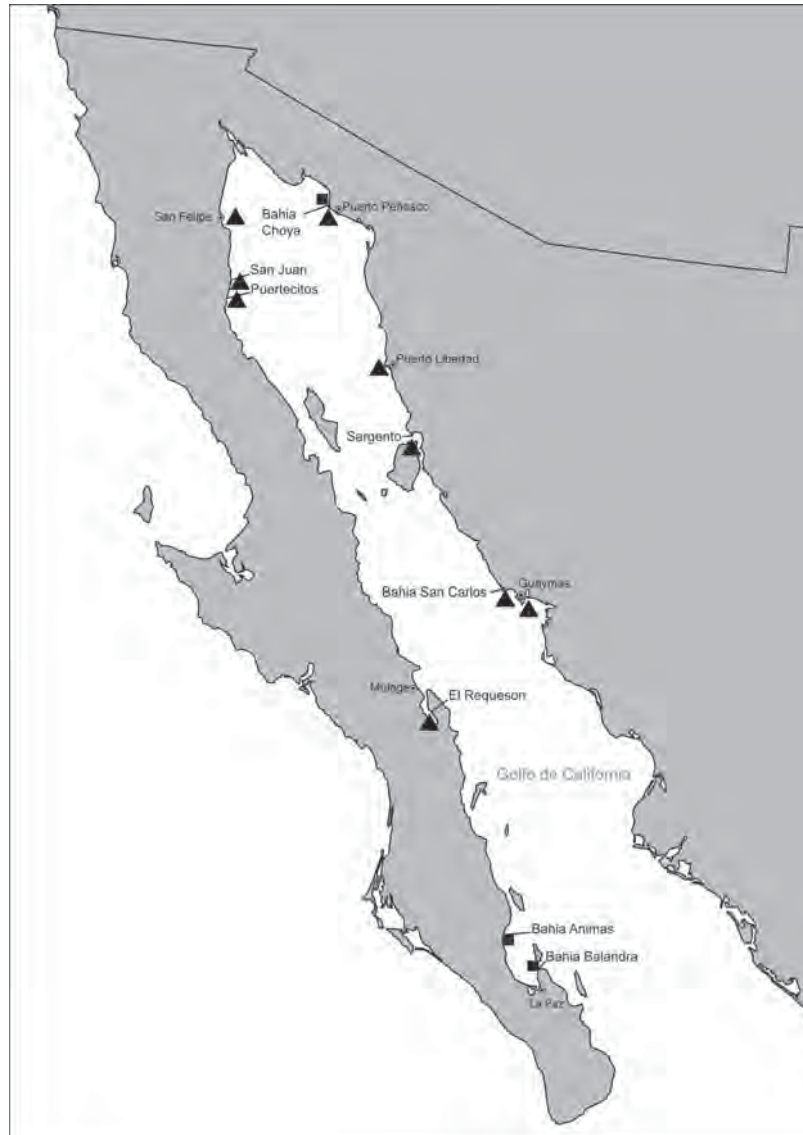 Puerto Peñasco
San Felipe
Bahia
Choya
San Juan
Puertecitos
Puerto Libertad
Sargento
Guaymas
Bahia San Carlos
Muleges
El Requeson
Golfo de California
Bahia Animas
Bahia Balandra
La Paz